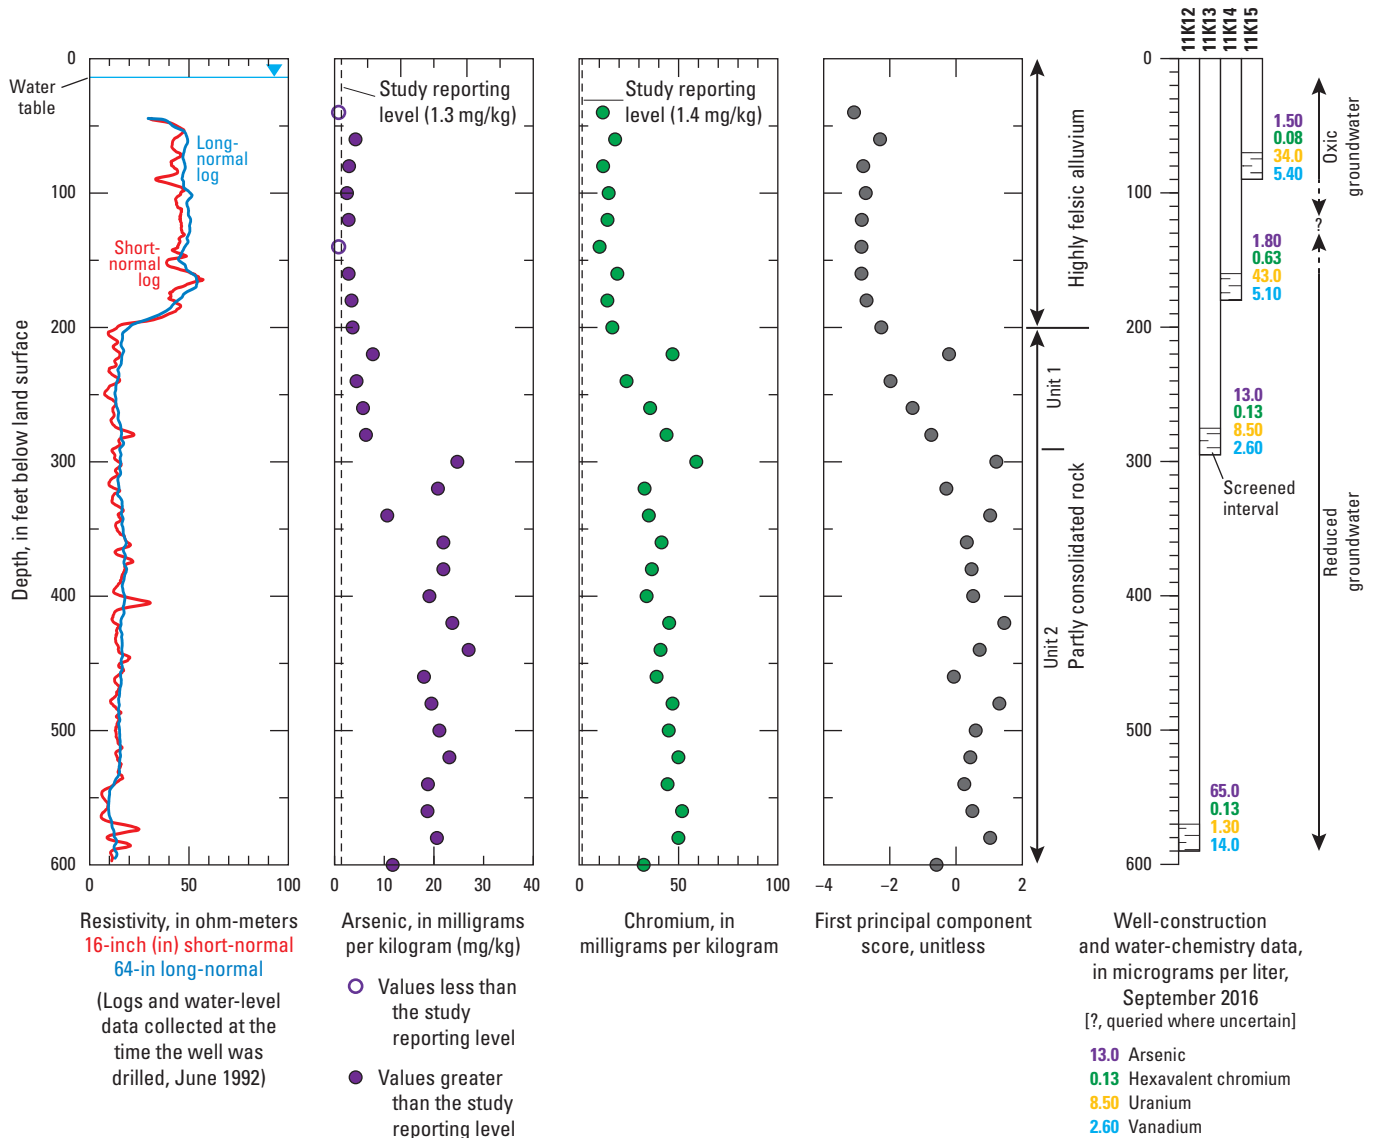 11K12
11K13
11K14
11K15
0
100
200
300
400
500
600
Depth, in feet below land surface
Water
table
Long-
normal
log
Short-
normal
log
0
50
100
Resistivity, in ohm-meters
16-inch (in) short-normal
64-in long-normal
(Logs and water-level
data collected at the
time the well was
drilled, June 1992)
Study reporting
level (1.3 mg/kg)
0
10
20
30
40
Arsenic, in milligrams
per kilogram (mg/kg)
Values less than
the study
reporting level
Values greater
than the study
reporting level
Study reporting
level (1.4 mg/kg)
0
50
100
Chromium, in
milligrams per kilogram
−4
−2
0
2
First principal component
score, unitless
Highly felsic alluvium
Unit 1
Unit 2
Partly consolidated rock
0
100
200
300
400
500
600
1.50
0.08
34.0
5.40
1.80
0.63
43.0
5.10
13.0
0.13
8.50
2.60
Screened
interval
65.0
0.13
1.30
14.0
Oxic
groundwater
?
Reduced
groundwater
Well-construction
and water-chemistry data,
in micrograms per liter,
September 2016
[?, queried where uncertain]
13.0 Arsenic
0.13 Hexavalent chromium
8.50 Uranium
2.60 Vanadium